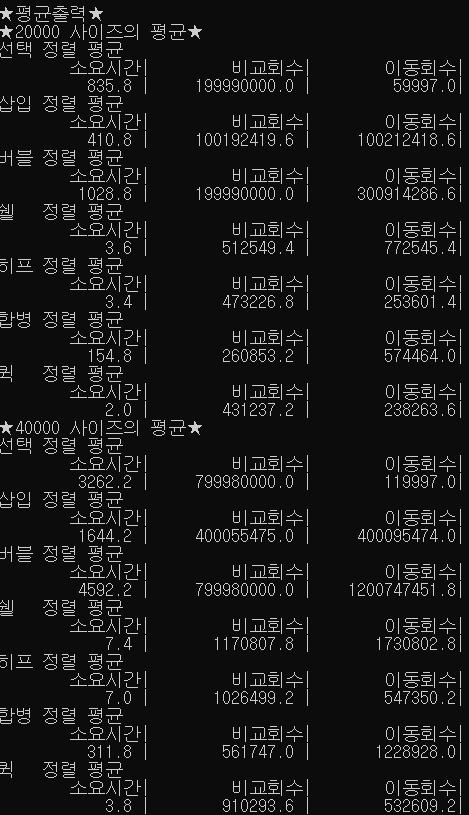 ★평균출력★
★20000 사이즈의 평균★
선택 정렬 평균
소요시간| 비교회수| 이동회수|
835.8 | 199990000.0 | 59997.0|
삽입 정렬 평균
소요시간| 비교회수| 이동회수|
410.8 | 100192419.6 | 100212418.6|
버블 정렬 평균
소요시간| 비교회수| 이동회수|
1028.8 | 199990000.0 | 300914286.6|
쉘 정렬 평균
소요시간| 비교회수| 이동회수|
3.6 | 512549.4 | 772545.4|
히프 정렬 평균
소요시간| 비교회수| 이동회수|
3.4 | 473226.8 | 253601.4|
합병 정렬 평균
소요시간| 비교회수| 이동회수|
154.8 | 260853.2 | 574464.0|
퀵 정렬 평균
소요시간| 비교회수| 이동회수|
2.0 | 431237.2 | 238263.6|
★40000 사이즈의 평균★
선택 정렬 평균
소요시간| 비교회수| 이동회수|
3262.2 | 799980000.0 | 119997.0|
삽입 정렬 평균
소요시간| 비교회수| 이동회수|
1644.2 | 400055475.0 | 400095474.0|
버블 정렬 평균
소요시간| 비교회수| 이동회수|
4592.2 | 799980000.0 | 1200747451.8|
쉘 정렬 평균
소요시간| 비교회수| 이동회수|
7.4 | 1170807.8 | 1730802.8|
히프 정렬 평균
소요시간| 비교회수| 이동회수|
7.0 | 1026499.2 | 547350.2|
합병 정렬 평균
소요시간| 비교회수| 이동회수|
311.8 | 561747.0 | 1228928.0|
퀵 정렬 평균
소요시간| 비교회수| 이동회수|
3.8 | 910293.6 | 532609.2|